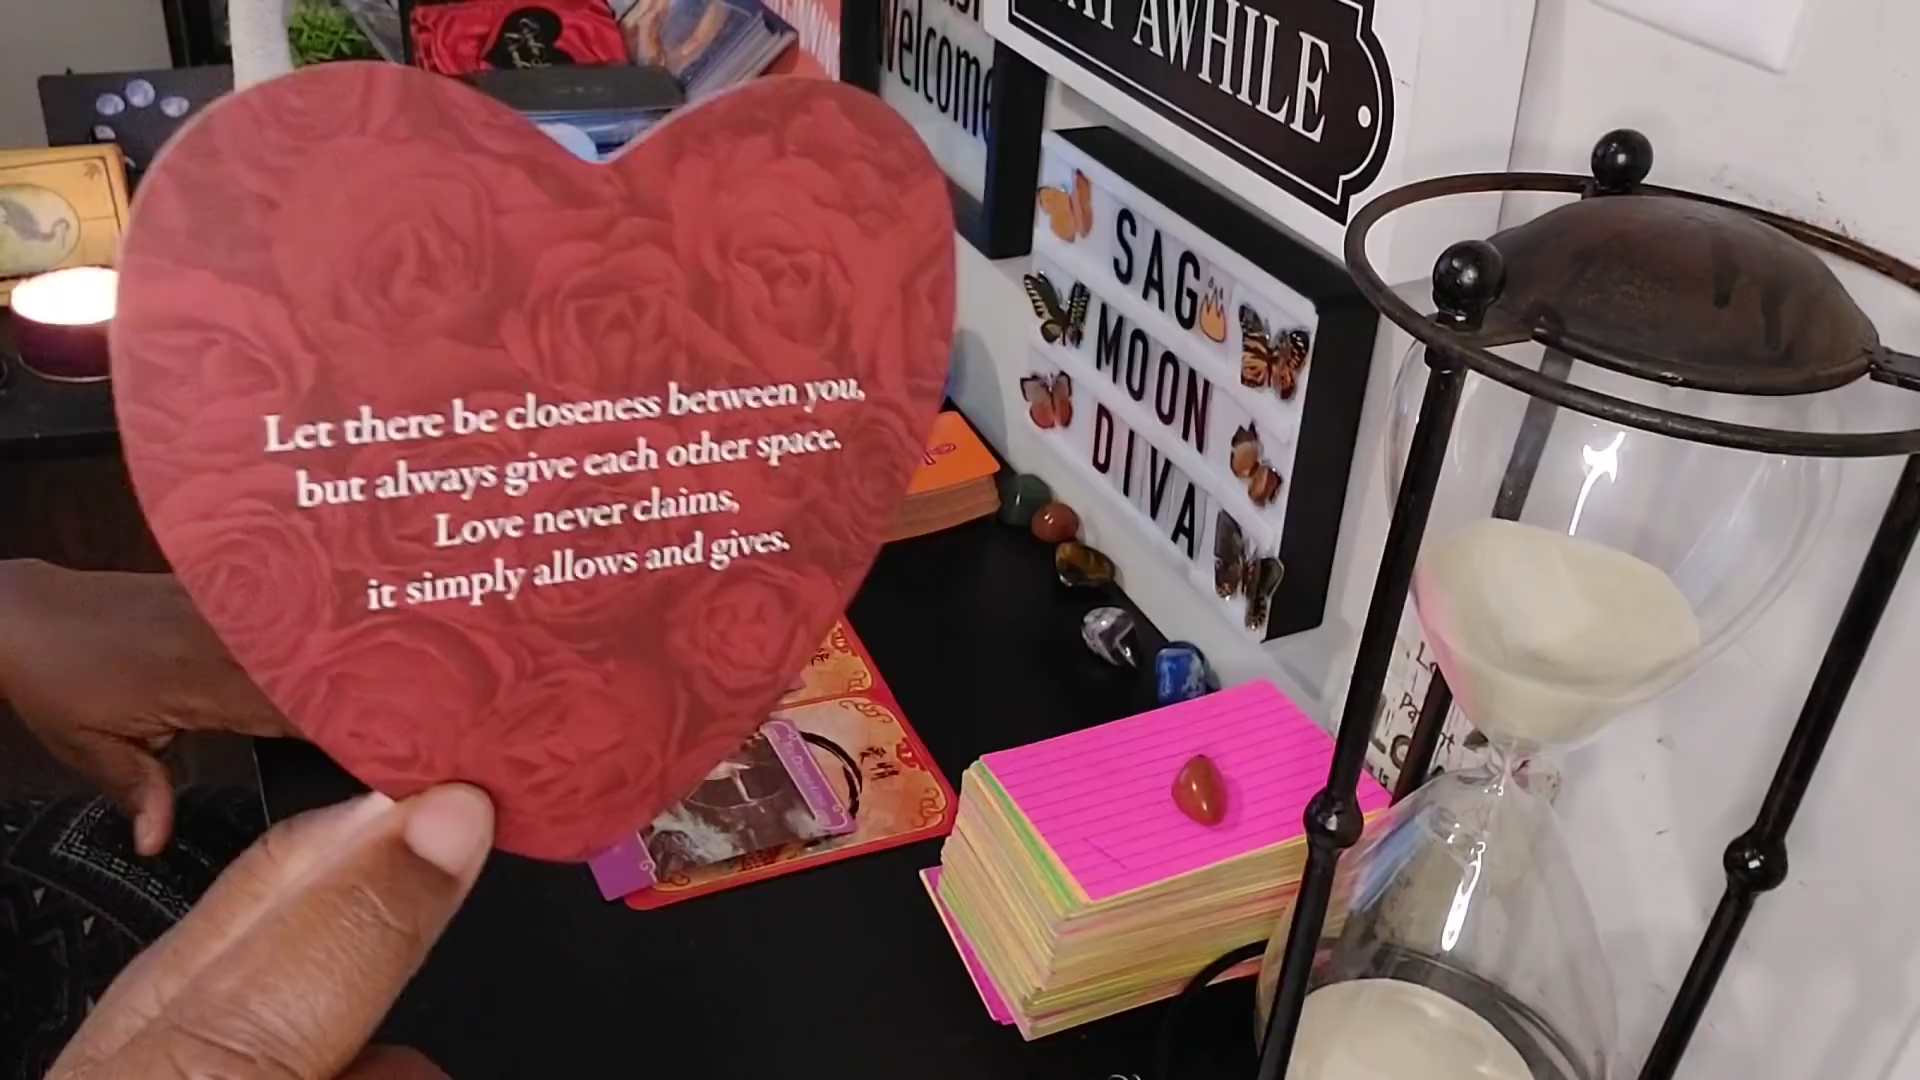 Let there be closeness between you,
but always give each other space.
Love never claims,
it simply allows and gives.
Welcome
AWHILE
SAG
MOON
DIVA